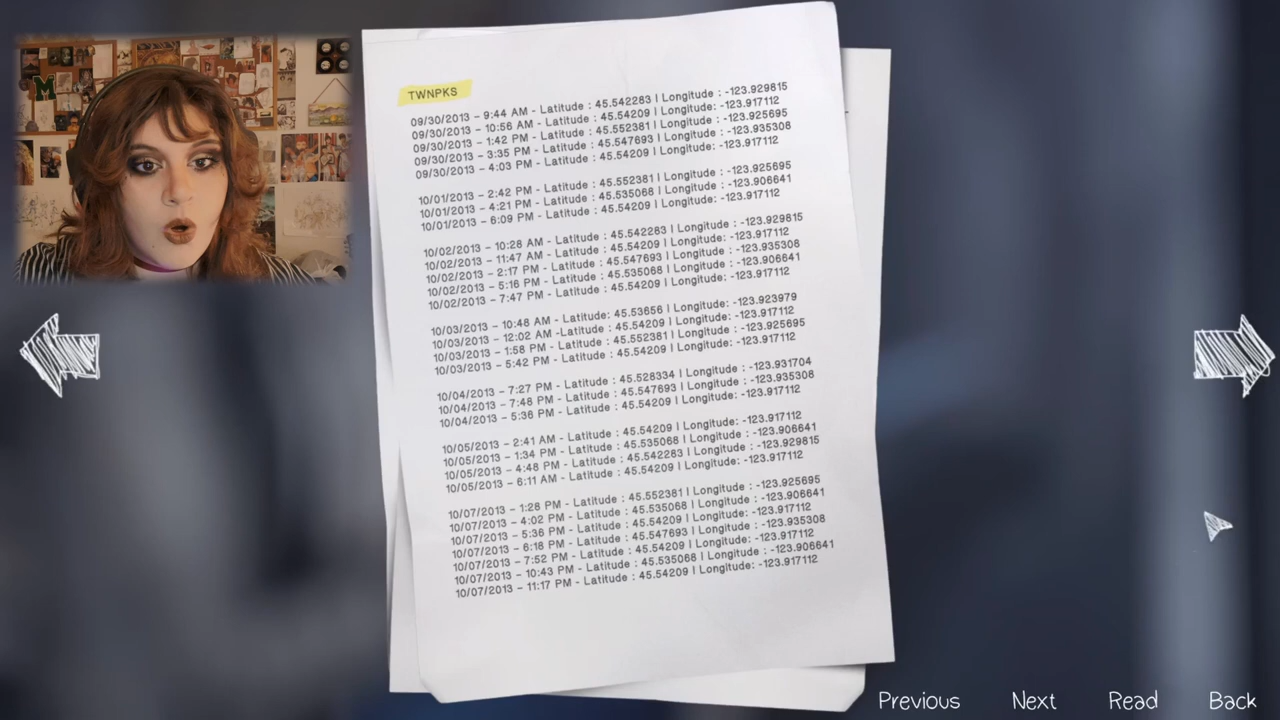 M
TWNPKS
09/30/2013 - 9:44 AM - Latitude : 45.542283 | Longitude : -123.929815
09/30/2013 - 10:56 AM - Latitude : 45.54209 | Longitude : -123.917112
09/30/2013 - 1:42 PM - Latitude : 45.552381 | Longitude : -123.925695
09/30/2013 - 3:35 PM - Latitude : 45.547693 | Longitude : -123.935308
09/30/2013 - 4:03 PM - Latitude : 45.54209 | Longitude : -123.917112
10/01/2013 - 2:42 PM - Latitude : 45.552381 | Longitude : -123.925695
10/01/2013 - 4:21 PM - Latitude : 45.535068 | Longitude : -123.906641
10/01/2013 - 6:09 PM - Latitude : 45.54209 | Longitude : -123.917112
10/02/2013 - 10:28 AM - Latitude : 45.542283 | Longitude : -123.929815
10/02/2013 - 11:47 AM - Latitude : 45.54209 | Longitude : -123.917112
10/02/2013 - 2:17 PM - Latitude : 45.547693 | Longitude : -123.935308
10/02/2013 - 5:16 PM - Latitude : 45.535068 | Longitude : -123.906641
10/02/2013 - 7:47 PM - Latitude : 45.54209 | Longitude : -123.917112
10/03/2013 - 10:48 AM - Latitude: 45.53656 | Longitude: -123.923979
10/03/2013 - 12:02 AM -Latitude : 45.54209 | Longitude : -123.917112
10/03/2013 - 1:58 PM - Latitude : 45.552381 | Longitude : -123.925695
10/03/2013 - 5:42 PM - Latitude : 45.54209 | Longitude : -123.917112
10/04/2013 - 7:27 PM - Latitude : 45.528334 | Longitude : -123.931704
10/04/2013 - 7:48 PM - Latitude : 45.547693 | Longitude : -123.935308
10/04/2013 - 5:36 PM - Latitude : 45.54209 | Longitude: -123.917112
10/05/2013 - 2:41 AM - Latitude : 45.54209 | Longitude: -123.917112
10/05/2013 - 1:34 PM - Latitude : 45.535068 | Longitude : -123.906641
10/05/2013 - 4:48 PM - Latitude : 45.542283 | Longitude : -123.929815
10/05/2013 - 6:11 AM - Latitude : 45.54209 | Longitude: -123.917112
10/07/2013 - 1:28 PM - Latitude : 45.552381 | Longitude : -123.925695
10/07/2013 - 4:02 PM - Latitude : 45.535068 | Longitude : -123.906641
10/07/2013 - 5:36 PM - Latitude : 45.54209 | Longitude: -123.917112
10/07/2013 - 6:18 PM - Latitude : 45.547693 | Longitude : -123.935308
10/07/2013 - 7:52 PM - Latitude : 45.54209 | Longitude: -123.917112
10/07/2013 - 10:43 PM - Latitude : 45.535068 | Longitude : -123.906641
10/07/2013 - 11:17 PM - Latitude : 45.54209 | Longitude: -123.917112
Previous Next Read Back